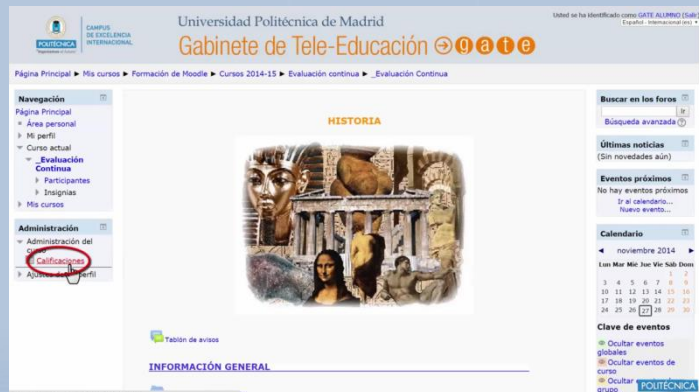 CAMPUS
DE EXCELENCIA
INTERNACIONAL
POLITÉCNICA
Universidad Politécnica de Madrid
Gabinete de Tele-Educación gate
Usted se ha identificado como GATE ALUMNO (Salir)
Español - Internacional (es)
Página Principal ► Mis cursos ► Formación de Moodle ► Cursos 2014-15 ► Evaluación continua ► _Evaluación Continua
Navegación
Página Principal
Área personal
Mi perfil
Curso actual
_Evaluación
Continua
Participantes
Insignias
Mis cursos
Administración
Administración del
curso
Calificaciones
Ajustes de perfil
HISTORIA
Tablón de avisos
INFORMACIÓN GENERAL
Buscar en los foros
Ir
Búsqueda avanzada
Últimas noticias
(Sin novedades aún)
Eventos próximos
No hay eventos próximos
Ir al calendario...
Nuevo evento...
Calendario
◄ noviembre 2014 ►
Lun Mar Mié Jue Vie Sáb Dom
1 2
3 4 5 6 7 8 9
10 11 12 13 14 15 16
17 18 19 20 21 22 23
24 25 26 27 28 29 30
Clave de eventos
Ocultar eventos
globales
Ocultar eventos de
curso
Ocultar
grupo
POLITÉCNICA